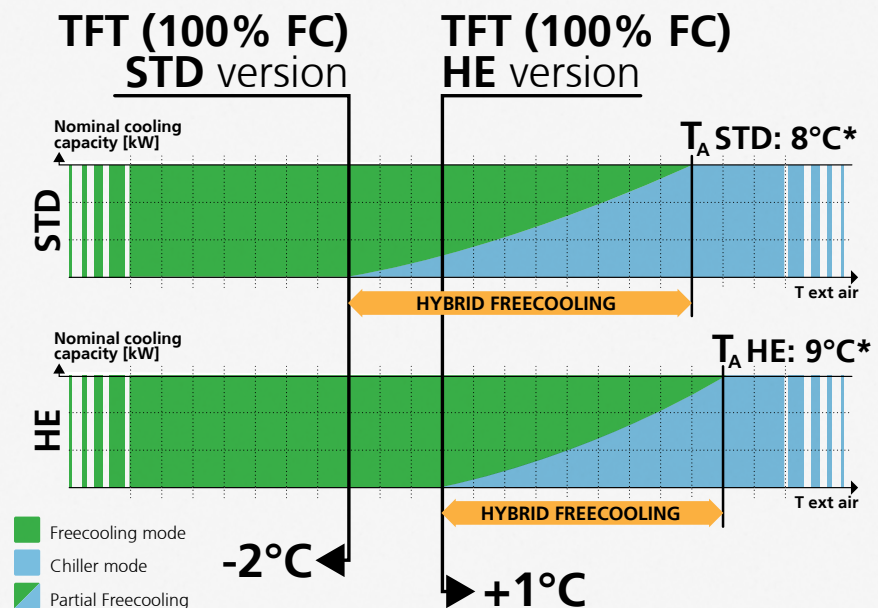 TFT (100% FC)
STD version
TFT (100% FC)
HE version
Nominal cooling
capacity [kW]
TA STD: 8°C*
STD
T ext air
HYBRID FREECOOLING
Nominal cooling
capacity [kW]
TA HE: 9°C*
HE
T ext air
HYBRID FREECOOLING
Freecooling mode
Chiller mode
Partial Freecooling
-2°C
+1°C